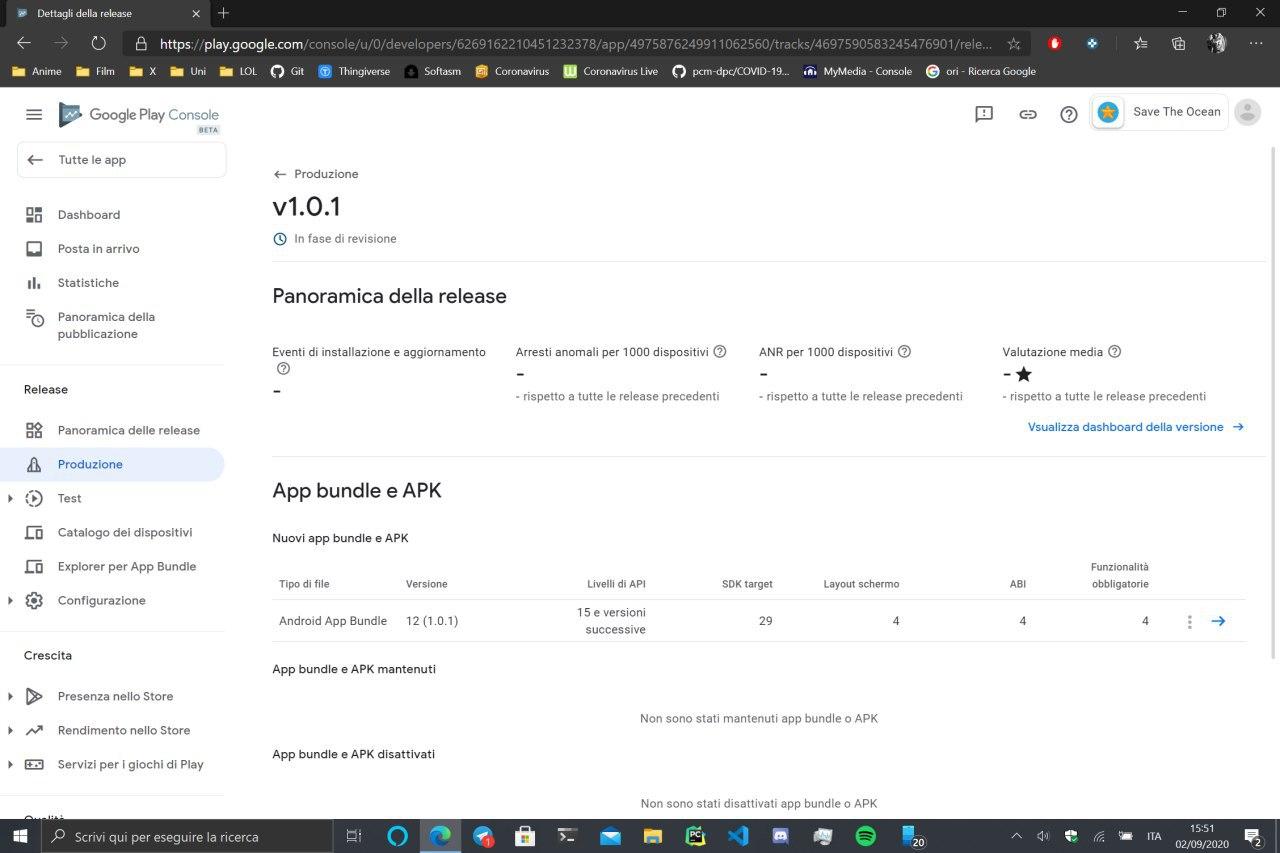 Dettagli della release
https://play.google.com/console/u/0/developers/6269162210451232378/app/4975876249911062560/tracks/4697590583245476901/rele...
Anime Film X Uni LOL Git Thingiverse Softasm Coronavirus Coronavirus Live pcm-dpc/COVID-19... MyMedia - Console ori - Ricerca Google
Google Play Console
BETA
Save The Ocean
Tutte le app
Dashboard
Posta in arrivo
Statistiche
Panoramica della
pubblicazione
Release
Panoramica delle release
Produzione
Test
Catalogo dei dispositivi
Explorer per App Bundle
Configurazione
Crescita
Presenza nello Store
Rendimento nello Store
Servizi per i giochi di Play
Qualità
Produzione
v1.0.1
In fase di revisione
Panoramica della release
Eventi di installazione e aggiornamento
-
Arresti anomali per 1000 dispositivi
-
- rispetto a tutte le release precedenti
ANR per 1000 dispositivi
-
- rispetto a tutte le release precedenti
Valutazione media
- ★
- rispetto a tutte le release precedenti
Vsualizza dashboard della versione
App bundle e APK
Nuovi app bundle e APK
Tipo di file Versione Livelli di API SDK target Layout schermo ABI Funzionalità
obbligatorie
Android App Bundle 12 (1.0.1) 15 e versioni
successive 29 4 4 4
App bundle e APK mantenuti
Non sono stati mantenuti app bundle o APK
App bundle e APK disattivati
Non sono stati disattivati app bundle o APK
Scrivi qui per eseguire la ricerca
1
PC
20
ITA
15:51
02/09/2020
2